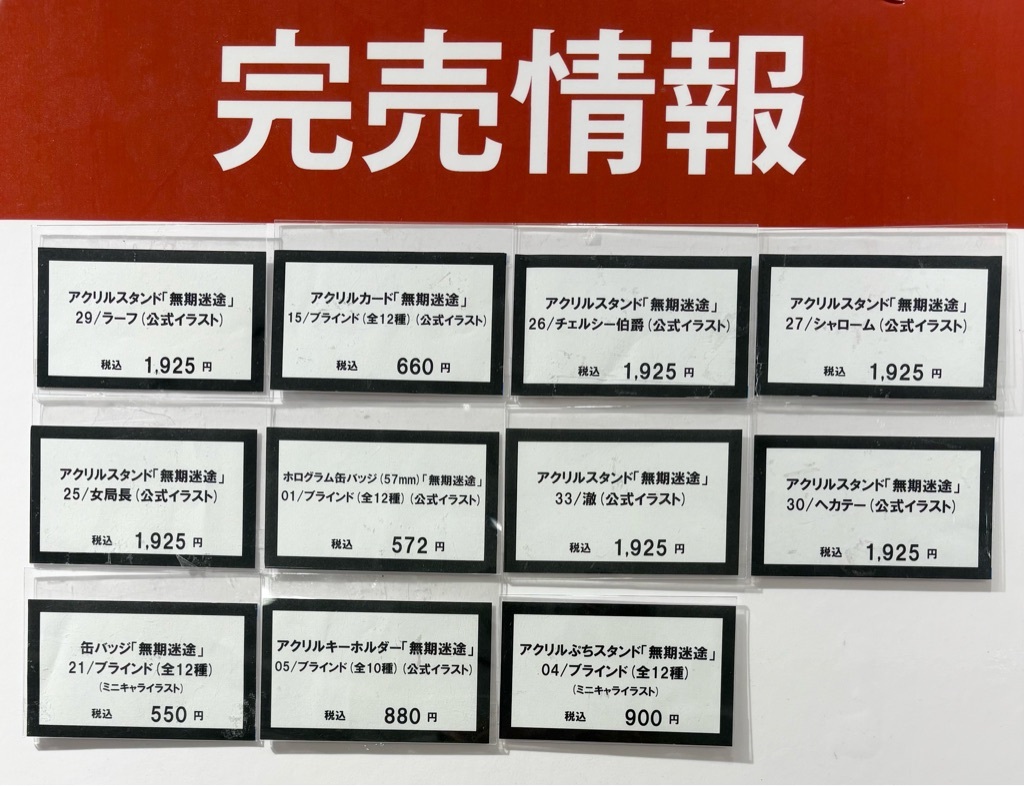 完売情報
アクリルスタンド「無期迷途」
29/ラーフ(公式イラスト)
税込 1,925 円
アクリルカード「無期迷途」
15/ブラインド(全12種)(公式イラスト)
税込 660 円
アクリルスタンド「無期迷途」
26/チェルシー伯爵(公式イラスト)
税込 1,925 円
アクリルスタンド「無期迷途」
27/シャローム(公式イラスト)
税込 1,925 円
アクリルスタンド「無期迷途」
25/女局長(公式イラスト)
税込 1,925 円
ホログラム缶バッジ(57mm)「無期迷途」
01/ブラインド(全12種)(公式イラスト)
税込 572 円
アクリルスタンド「無期迷途」
33/澈(公式イラスト)
税込 1,925 円
アクリルスタンド「無期迷途」
30/ヘカテー(公式イラスト)
税込 1,925 円
缶バッジ「無期迷途」
21/ブラインド(全12種)
(ミニキャライラスト)
税込 550 円
アクリルキーホルダー「無期迷途」
05/ブラインド(全10種)(公式イラスト)
税込 880 円
アクリルぷちスタンド「無期迷途」
04/ブラインド(全12種)
(ミニキャライラスト)
税込 900 円